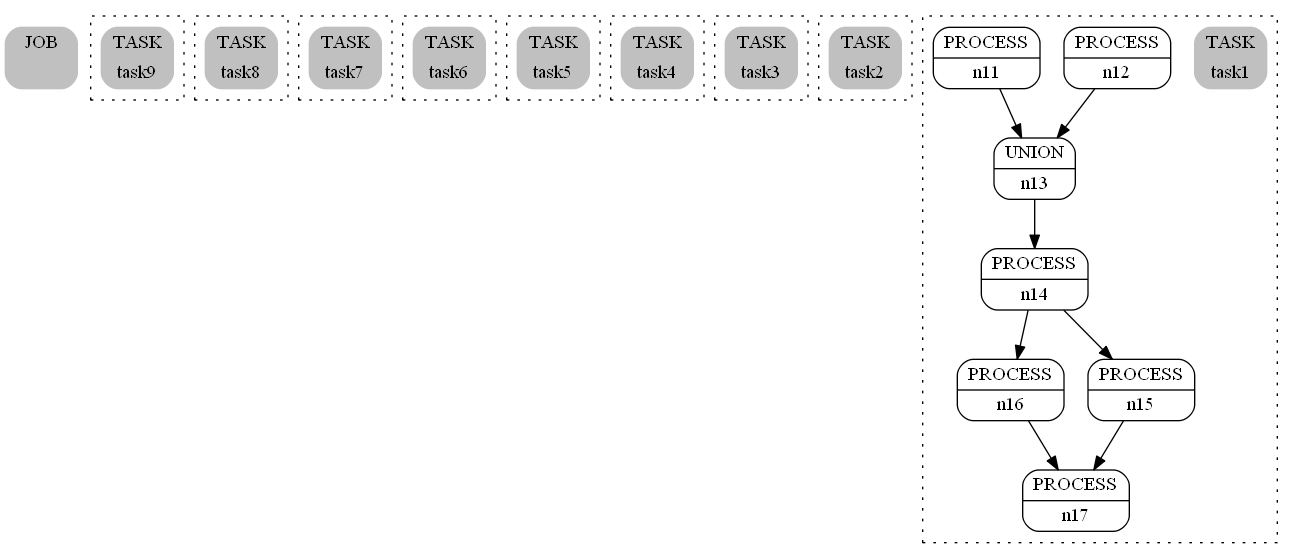 JOB
TASK
task9
TASK
task8
TASK
task7
TASK
task6
TASK
task5
TASK
task4
TASK
task3
TASK
task2
PROCESS
n11
PROCESS
n12
TASK
task1
UNION
n13
PROCESS
n14
PROCESS
n16
PROCESS
n15
PROCESS
n17